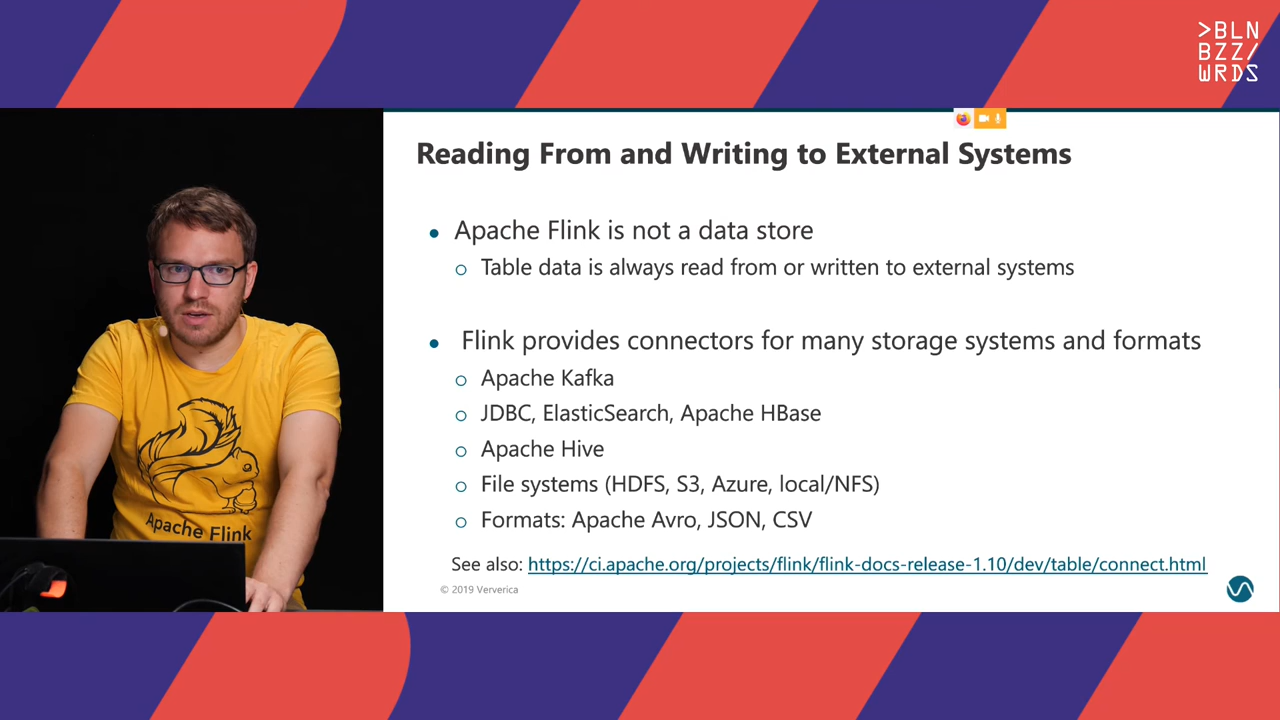 >BLN
BZZ/
WRDS
Reading From and Writing to External Systems
Apache Flink is not a data store
Table data is always read from or written to external systems
Flink provides connectors for many storage systems and formats
Apache Kafka
JDBC, ElasticSearch, Apache HBase
Apache Hive
File systems (HDFS, S3, Azure, local/NFS)
Formats: Apache Avro, JSON, CSV
See also: https://ci.apache.org/projects/flink/flink-docs-release-1.10/dev/table/connect.html
© 2019 Ververica
Apache Flink